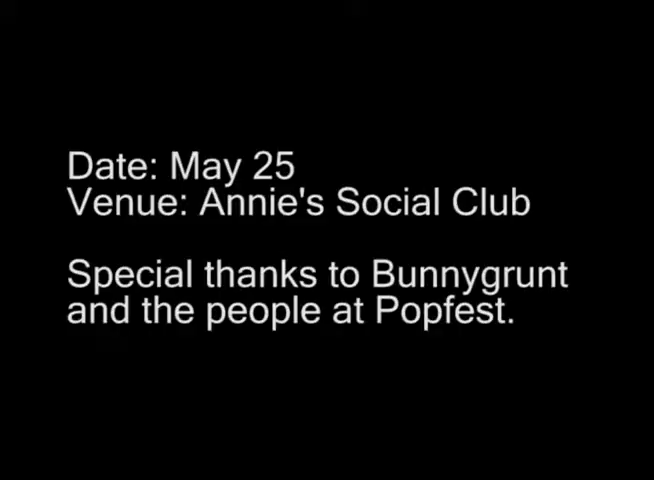 Date: May 25
Venue: Annie's Social Club
Special thanks to Bunnygrunt
and the people at Popfest.